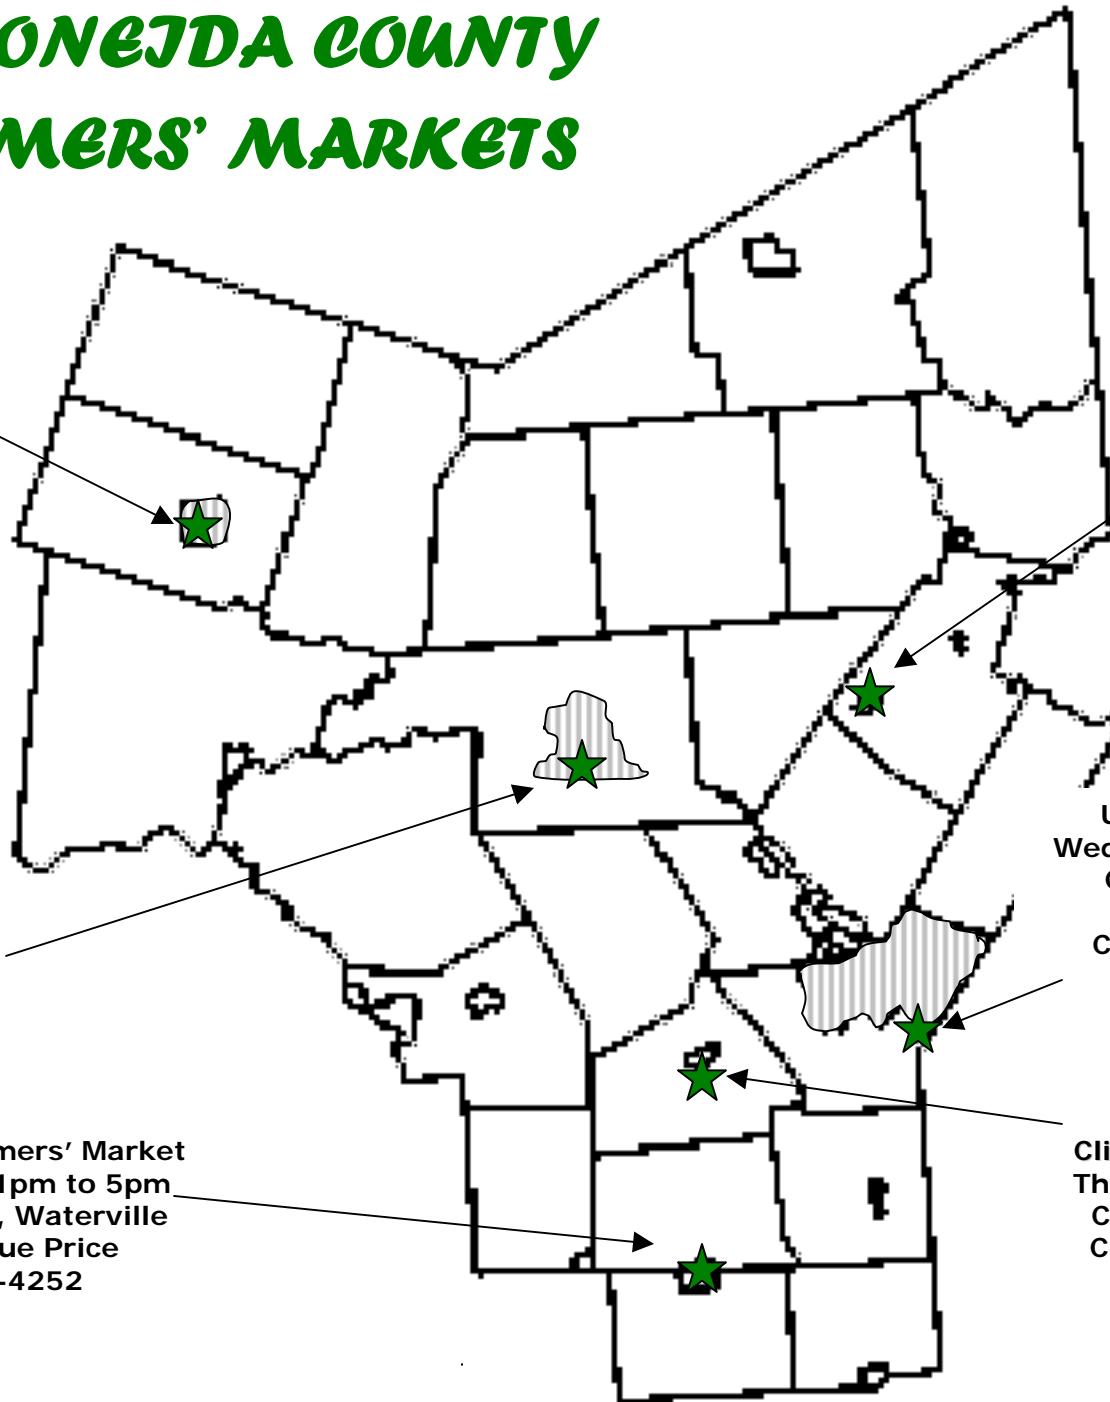 ONEIDA COUNTY
MERS’ MARKETS
U
Wed
C
C
mers’ Market
1pm to 5pm
, Waterville
ue Price
-4252
Cli
Th
C
C